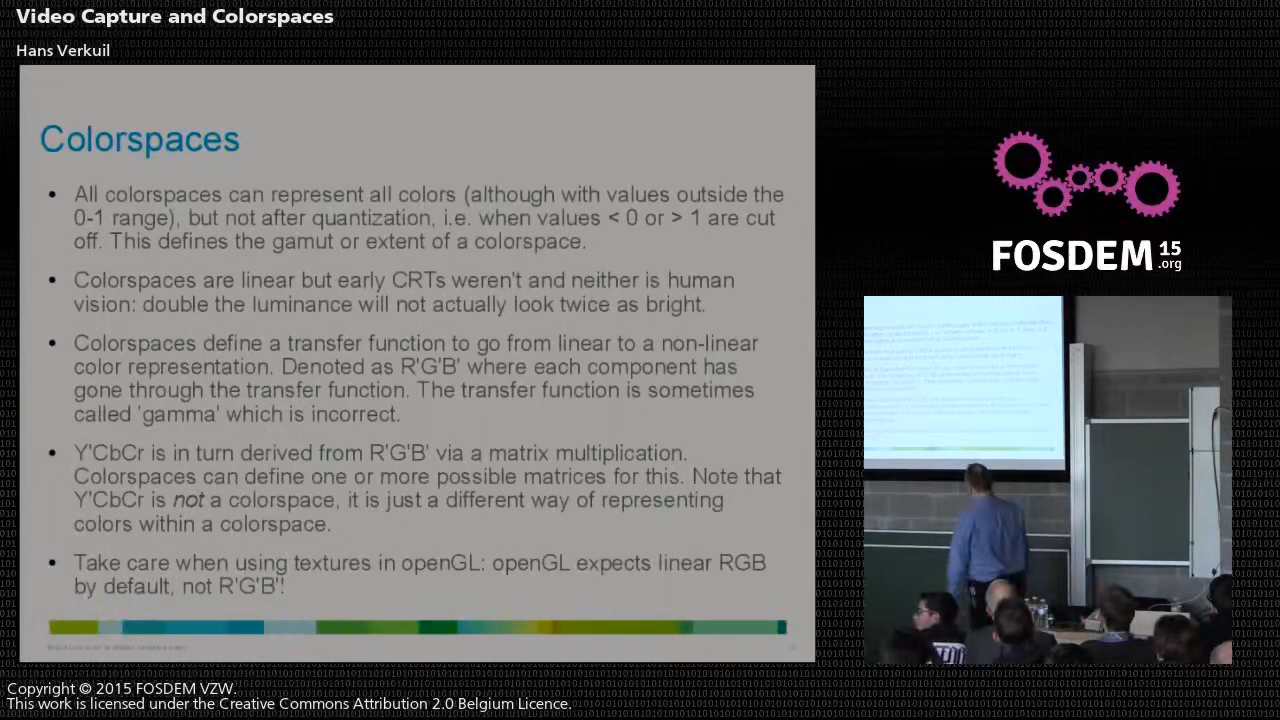 Video Capture and Colorspaces
Hans Verkuil
Colorspaces
• All colorspaces can represent all colors (although with values outside the
0-1 range), but not after quantization, i.e. when values < 0 or > 1 are cut
off. This defines the gamut or extent of a colorspace.
• Colorspaces are linear but early CRTs weren't and neither is human
vision: double the luminance will not actually look twice as bright.
• Colorspaces define a transfer function to go from linear to a non-linear
color representation. Denoted as R'G'B' where each component has
gone through the transfer function. The transfer function is sometimes
called 'gamma' which is incorrect.
• Y'CbCr is in turn derived from R'G'B' via a matrix multiplication.
Colorspaces can define one or more possible matrices for this. Note that
Y'CbCr is not a colorspace, it is just a different way of representing
colors within a colorspace.
• Take care when using textures in openGL: openGL expects linear RGB
by default, not R'G'B'!
FOSDEM 15
.org
Copyright © 2015 FOSDEM VZW.
This work is licensed under the Creative Commons Attribution 2.0 Belgium Licence.